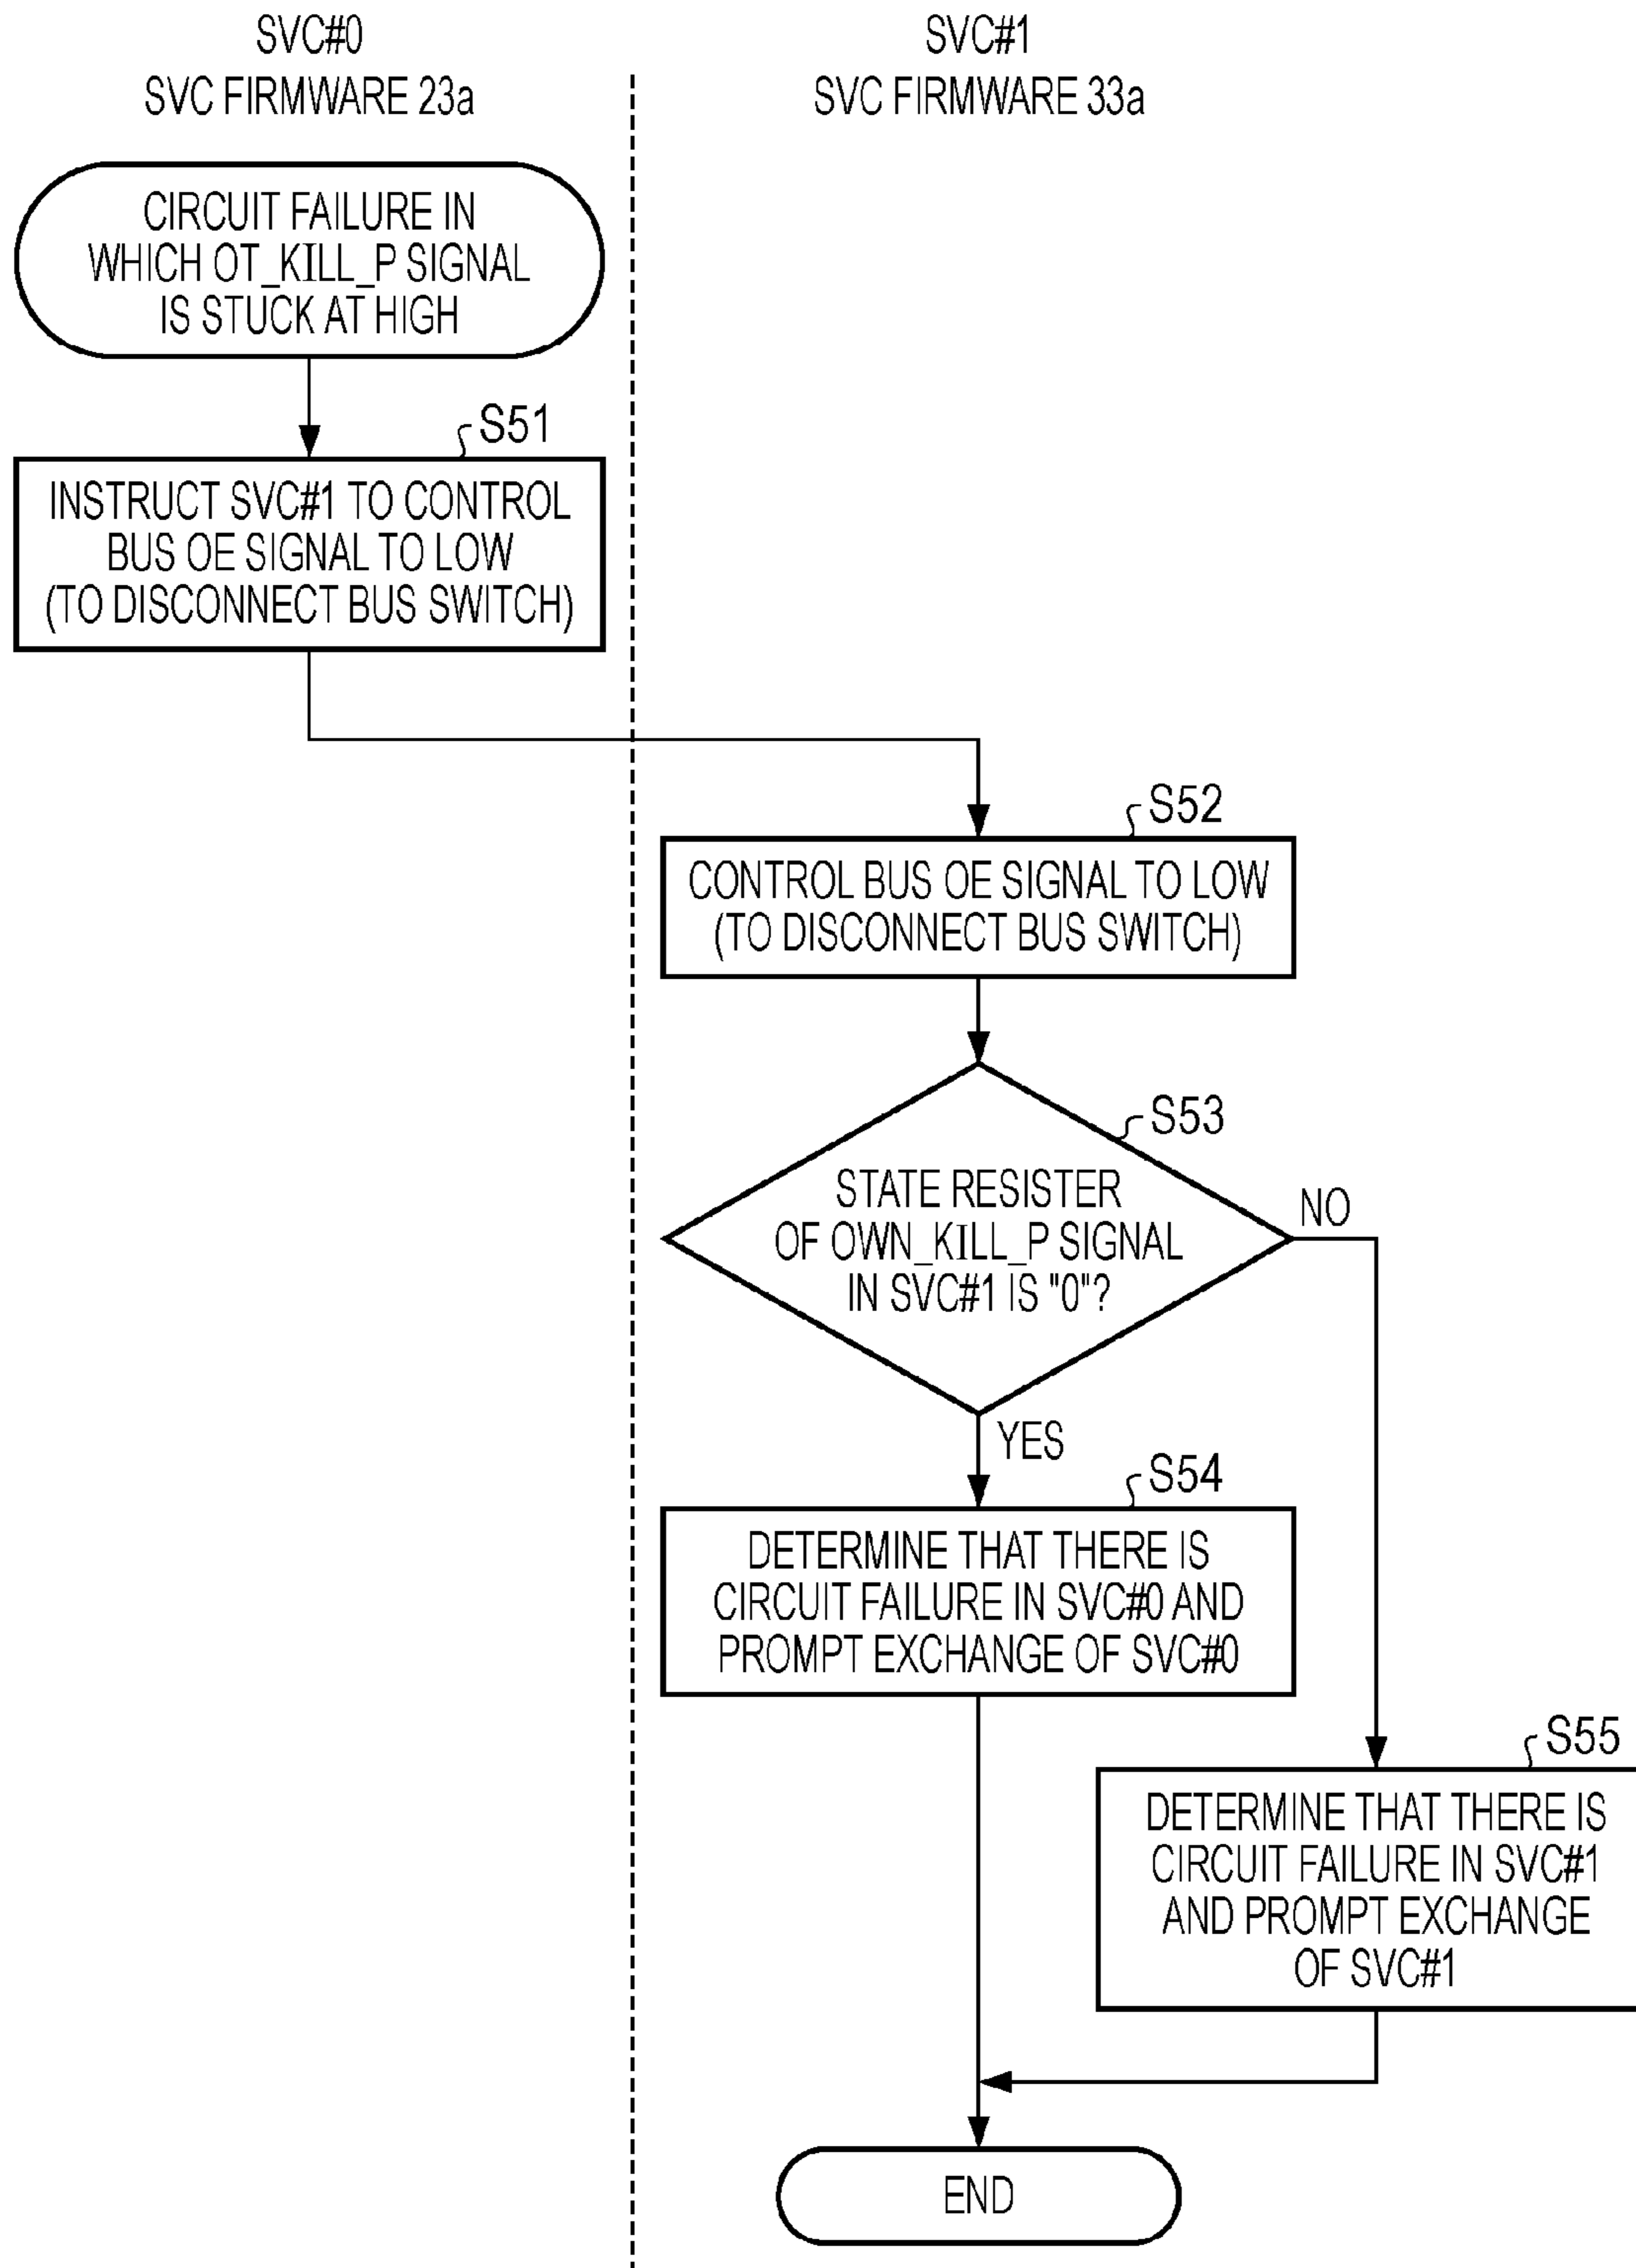 SVC#0
SVC FIRMWARE 23a
SVC#1
SVC FIRMWARE 33a
CIRCUIT FAILURE IN
WHICH OT_KILL_P SIGNAL
IS STUCK AT HIGH
S51
INSTRUCT SVC#1 TO CONTROL
BUS OE SIGNAL TO LOW
(TO DISCONNECT BUS SWITCH)
S52
CONTROL BUS OE SIGNAL TO LOW
(TO DISCONNECT BUS SWITCH)
S53
STATE RESISTER
OF OWN_KILL_P SIGNAL
IN SVC#1 IS "0"?
NO
YES
S54
DETERMINE THAT THERE IS
CIRCUIT FAILURE IN SVC#0 AND
PROMPT EXCHANGE OF SVC#0
S55
DETERMINE THAT THERE IS
CIRCUIT FAILURE IN SVC#1
AND PROMPT EXCHANGE
OF SVC#1
END